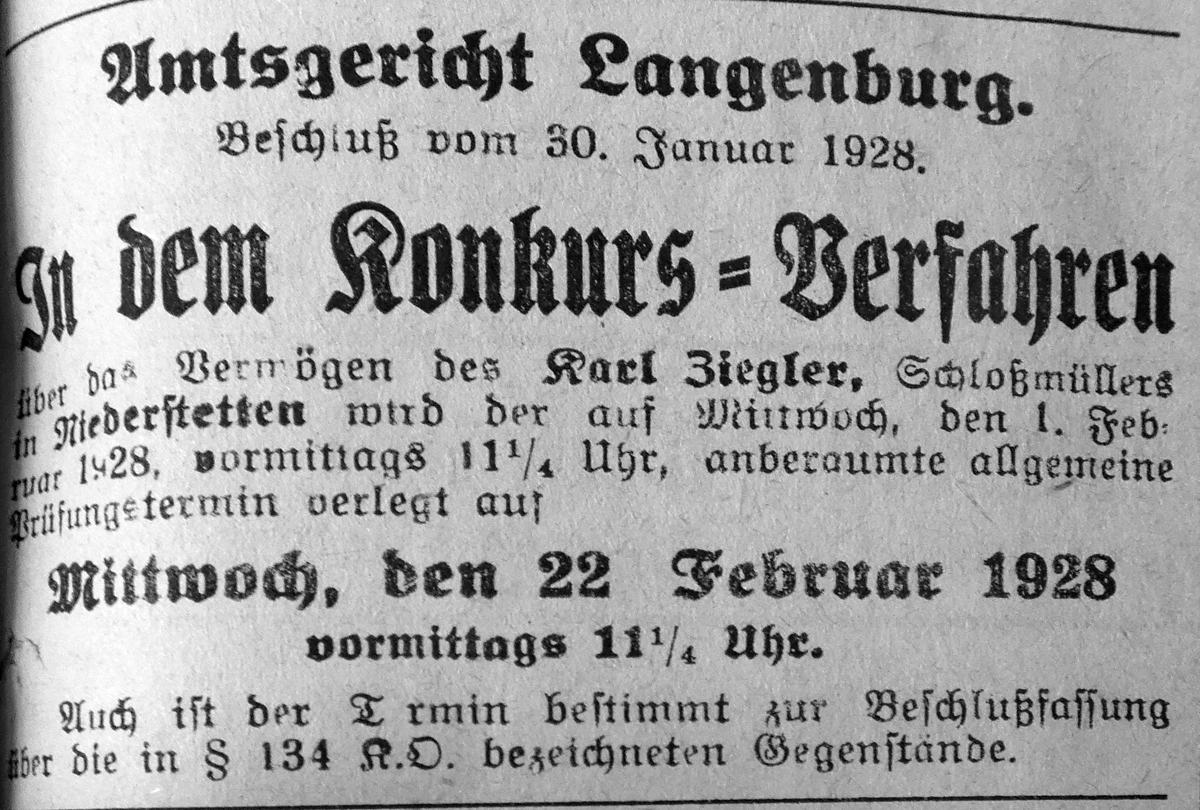 Amtsgericht Langenburg.
Beschluß vom 30. Januar 1928.
In dem Konkurs-Verfahren
über das Vermögen des Karl Ziegler, Schloßmüllers
in Niederstetten wird der auf Mittwoch, den 1. Feb-
ruar 1928, vormittags 11¼ Uhr, anberaumte allgemeine
Prüfungstermin verlegt auf
Mittwoch, den 22 Februar 1928
vormittags 11¼ Uhr.
Auch ist der T rmin bestimmt zur Beschlußfassung
über die in § 134 K.O. bezeichneten Gegenstände.